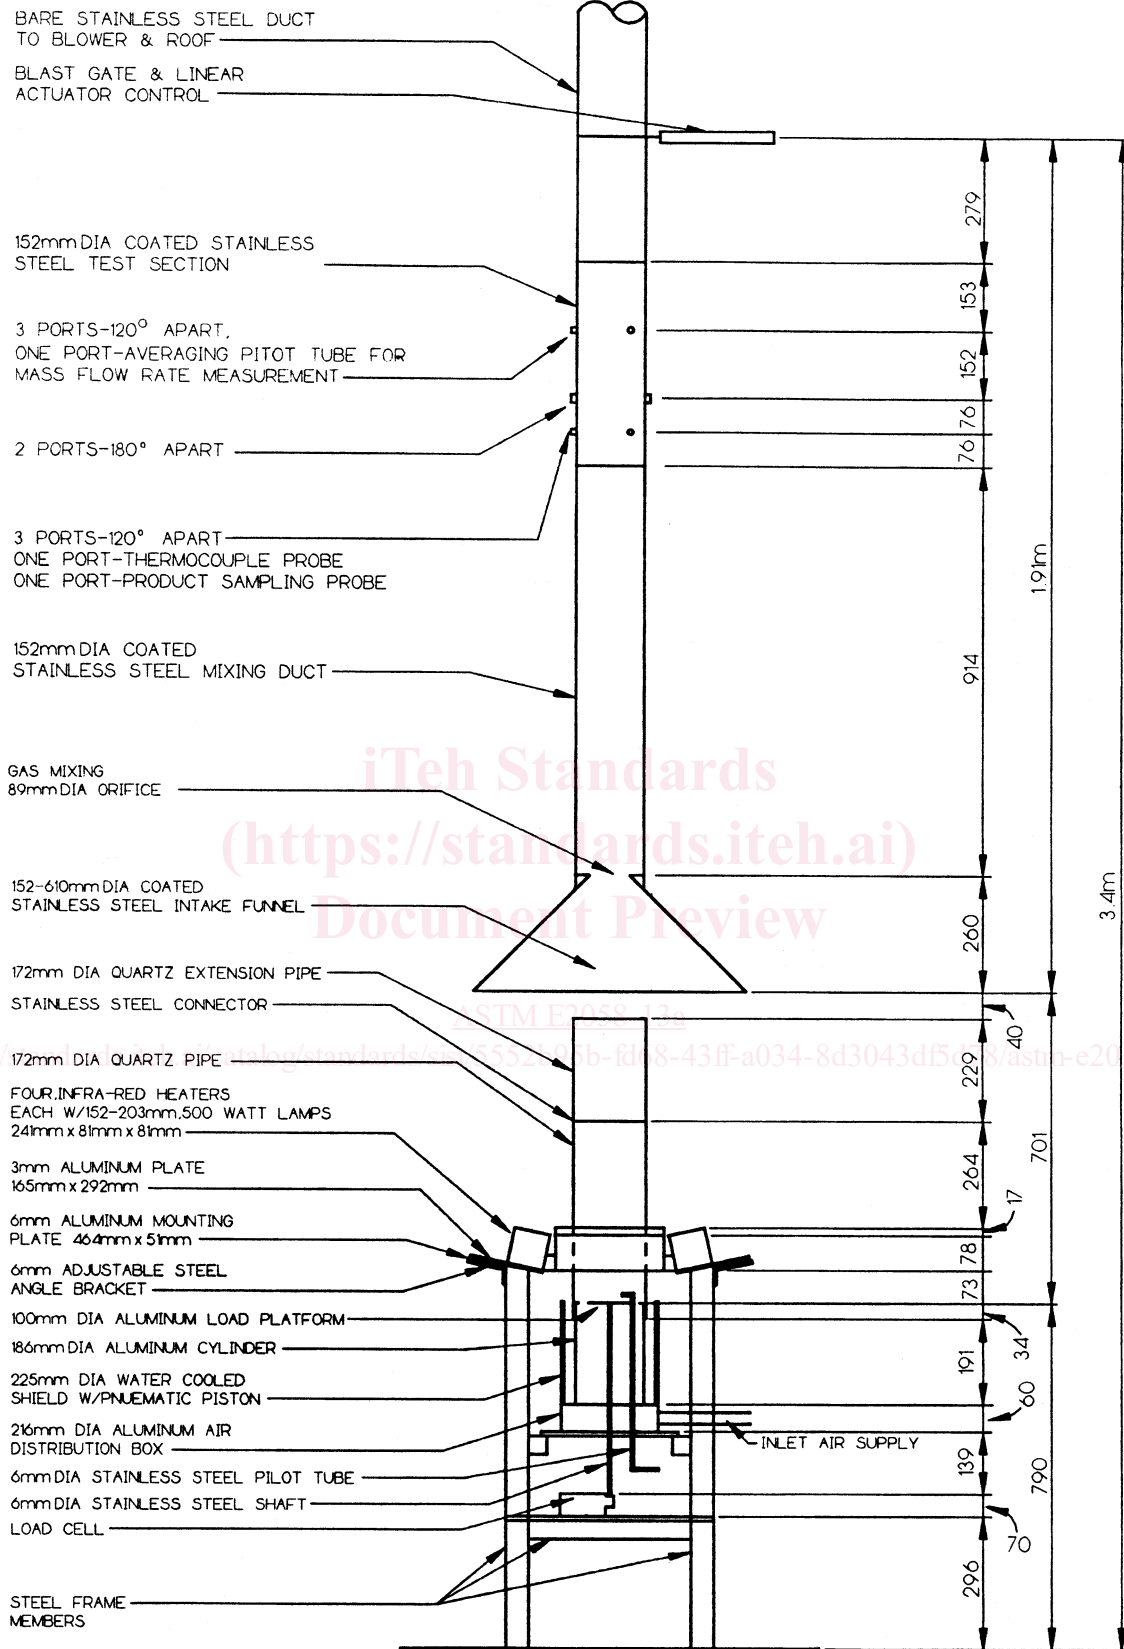 BARE STAINLESS STEEL DUCT
TO BLOWER & ROOF
BLAST GATE & LINEAR
ACTUATOR CONTROL
279
152mm DIA COATED STAINLESS
STEEL TEST SECTION
153
3 PORTS-120° APART,
ONE PORT-AVERAGING PITOT TUBE FOR
MASS FLOW RATE MEASUREMENT
152
76
2 PORTS-180° APART
76
3 PORTS-120° APART
ONE PORT-THERMOCOUPLE PROBE
ONE PORT-PRODUCT SAMPLING PROBE
1.91m
152mm DIA COATED
STAINLESS STEEL MIXING DUCT
914
iTeh Standards
GAS MIXING
89mm DIA ORIFICE
(https://standards.iteh.ai)
152-610mm DIA COATED
STAINLESS STEEL INTAKE FUNNEL
Document Preview
260
3.4m
172mm DIA QUARTZ EXTENSION PIPE
STAINLESS STEEL CONNECTOR
ASTM E2058-13a
40
172mm DIA QUARTZ PIPE
229
FOUR,INFRA-RED HEATERS
EACH W/152-203mm,500 WATT LAMPS
241mm x 81mm x 81mm
701
264
3mm ALUMINUM PLATE
165mm x 292mm
17
6mm ALUMINUM MOUNTING
PLATE 464mm x 51mm
78
6mm ADJUSTABLE STEEL
ANGLE BRACKET
73
100mm DIA ALUMINUM LOAD PLATFORM
186mm DIA ALUMINUM CYLINDER
34
191
225mm DIA WATER COOLED
SHIELD W/PNUEMATIC PISTON
60
216mm DIA ALUMINUM AIR
DISTRIBUTION BOX
INLET AIR SUPPLY
139
6mm DIA STAINLESS STEEL PILOT TUBE
790
6mm DIA STAINLESS STEEL SHAFT
LOAD CELL
70
296
STEEL FRAME
MEMBERS